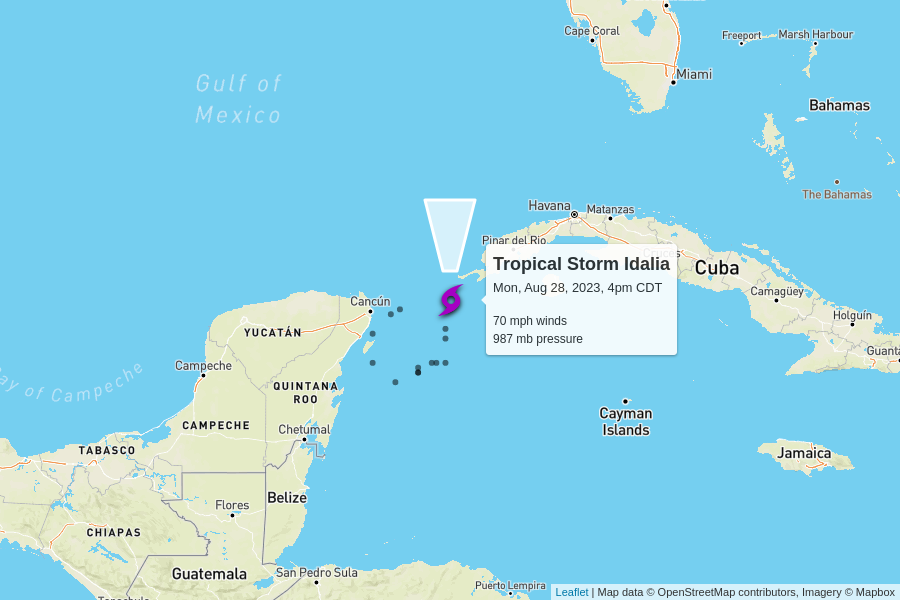 Cape Coral
Freeport
Marsh Harbour
Miami
Gulf of
Mexico
Bahamas
The Bahamas
Havana
Matanzas
Pinar del Río
Tropical Storm Idalia
Mon, Aug 28, 2023, 4pm CDT
70 mph winds
987 mb pressure
Cuba
Camagüey
Holguín
Guanta
Cancún
YUCATÁN
Campeche
ay of Campeche
QUINTANA
ROO
CAMPECHE
Chetumal
Cayman
Islands
TABASCO
Jamaica
Belize
Flores
CHIAPAS
Guatemala
San Pedro Sula
Puerto Lempira
Leaflet | Map data © OpenStreetMap contributors, Imagery © Mapbox